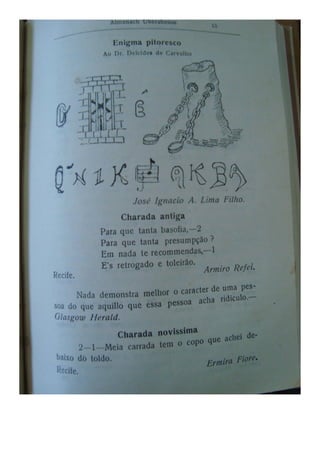 Almanach Uberabense
Enigma pitoresco
Ao Dr. Delcides de Carvalho
O É
Q N I K A K B A
José Ignacio A. Lima Filho.
Charada antiga
Para que tanta basofia,—2
Para que tanta presumpção?
Em nada te recommendas,—1
E's retrogado e toleirão.
Recife. Armiro Refei.
Nada demonstra melhor o caracter de uma pes-
soa do que aquillo que essa pessoa acha ridiculo.—
Glasgow Herald.
Charada novissima
2—1—Meia carrada tem o copo que achei de-
baixo do toldo.
Recife. Ermira Fiore.